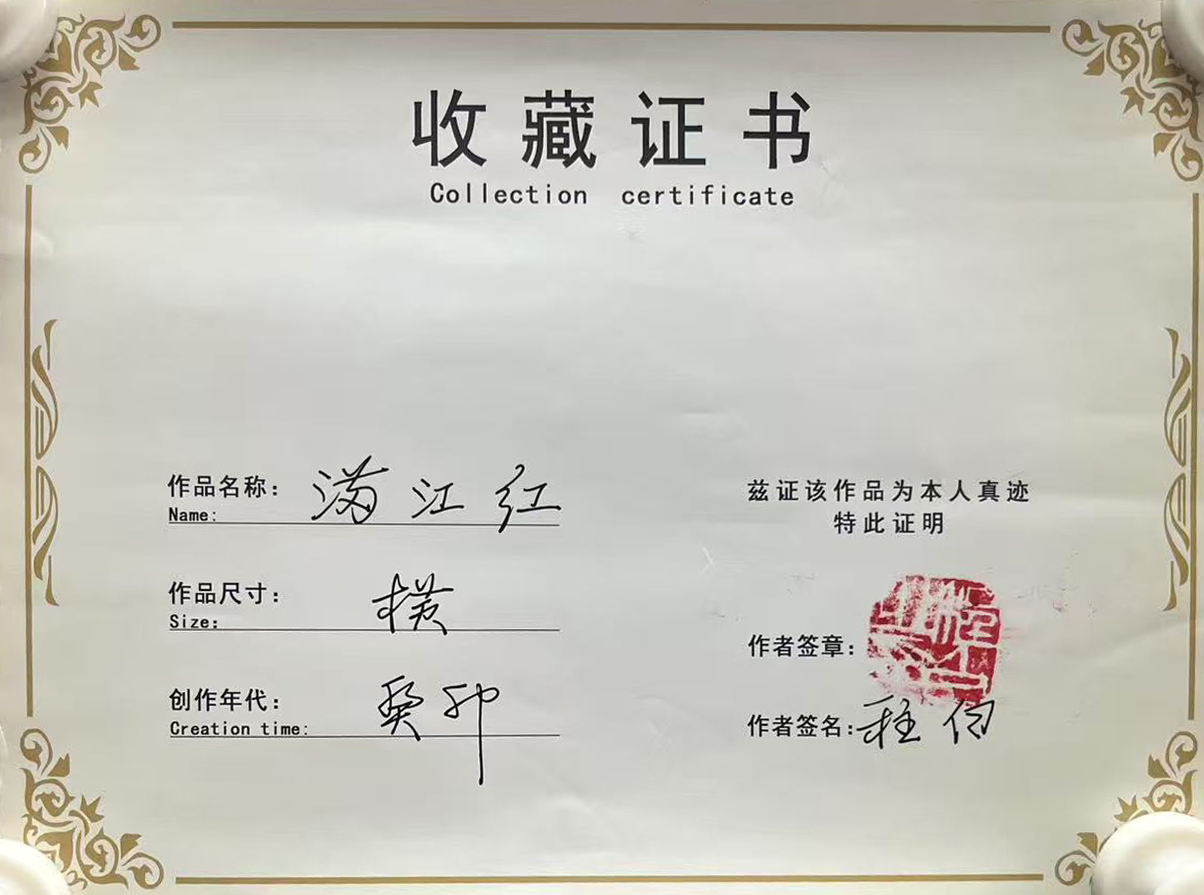 收藏证书
Collection certificate
作品名称: 满江红
Name:
作品尺寸: 横
Size:
创作年代: 癸卯
Creation time:
兹证该作品为本人真迹
特此证明
作者签章:
作者签名: 程伯